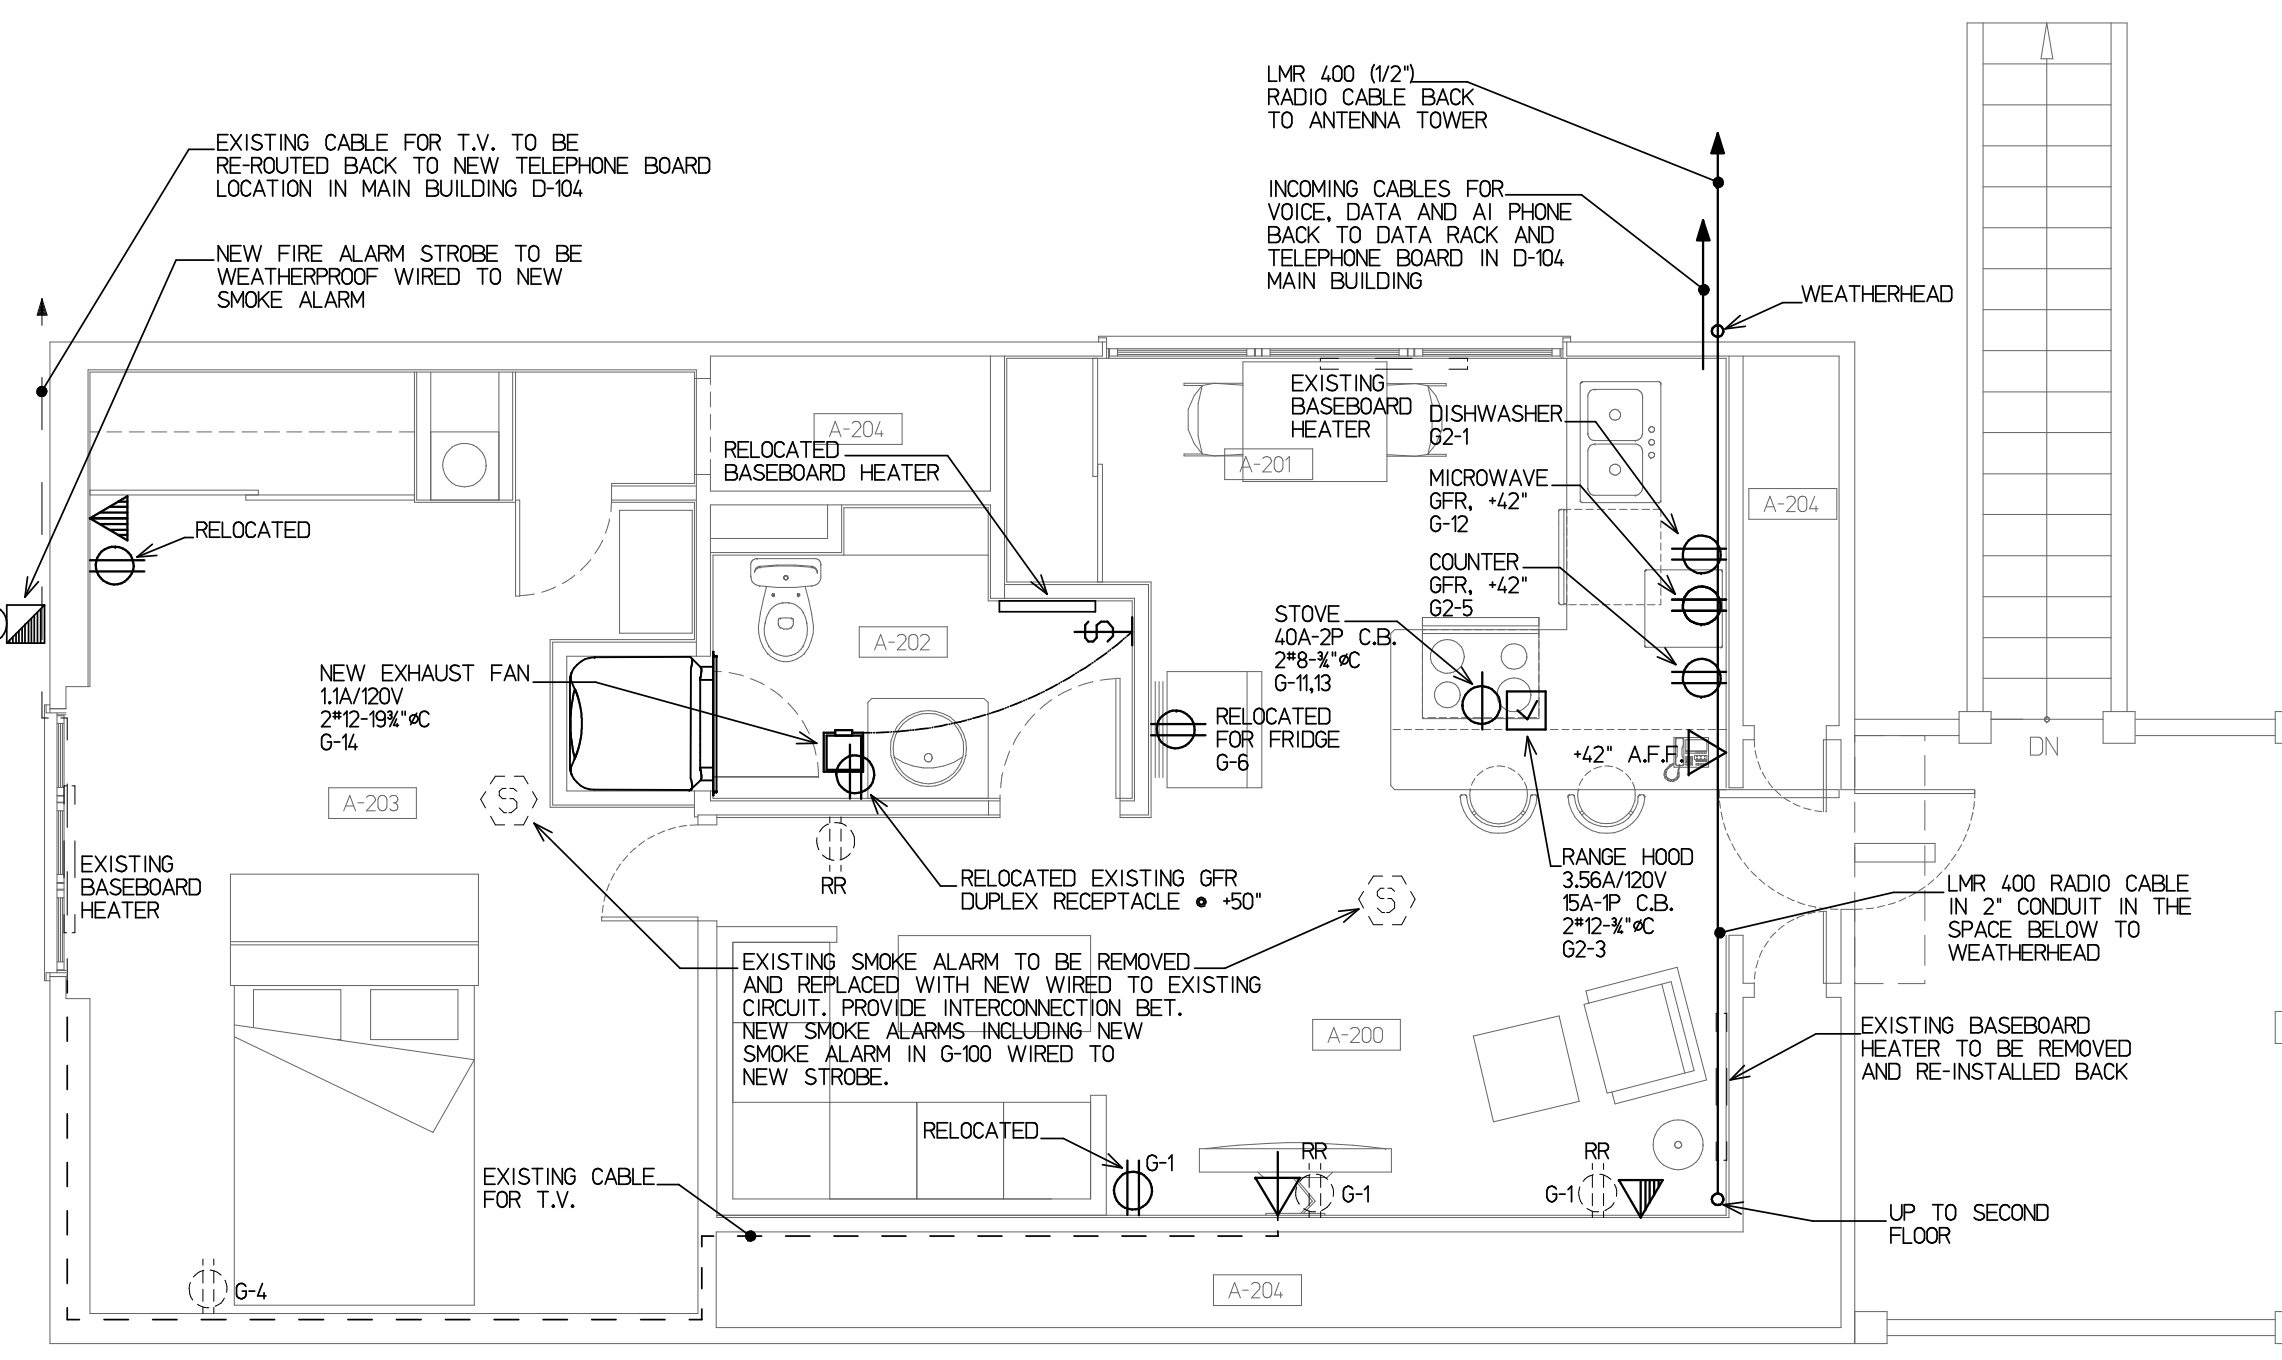 LMR 400 (1/2")
RADIO CABLE BACK
TO ANTENNA TOWER
EXISTING CABLE FOR T.V. TO BE
RE-ROUTED BACK TO NEW TELEPHONE BOARD
LOCATION IN MAIN BUILDING D-104
INCOMING CABLES FOR
VOICE, DATA AND AI PHONE
BACK TO DATA RACK AND
TELEPHONE BOARD IN D-104
MAIN BUILDING
NEW FIRE ALARM STROBE TO BE
WEATHERPROOF WIRED TO NEW
SMOKE ALARM
WEATHERHEAD
EXISTING
BASEBOARD
HEATER
A-204
RELOCATED
BASEBOARD HEATER
A-201
DISHWASHER
G2-1
MICROWAVE
GFR, +42"
G-12
A-204
RELOCATED
COUNTER
GFR, +42"
G2-5
STOVE
40A-2P C.B.
2#8-¾"øC
G-11,13
A-202
S
NEW EXHAUST FAN
1.1A/120V
2#12-19¾"øC
G-14
RELOCATED
FOR FRIDGE
G-6
+42" A.F.F.
DN
A-203
S
EXISTING
BASEBOARD
HEATER
RR
RELOCATED EXISTING GFR
DUPLEX RECEPTACLE @ +50"
S
RANGE HOOD
3.56A/120V
15A-1P C.B.
2#12-¾"øC
G2-3
LMR 400 RADIO CABLE
IN 2" CONDUIT IN THE
SPACE BELOW TO
WEATHERHEAD
EXISTING SMOKE ALARM TO BE REMOVED
AND REPLACED WITH NEW WIRED TO EXISTING
CIRCUIT. PROVIDE INTERCONNECTION BET.
NEW SMOKE ALARMS INCLUDING NEW
SMOKE ALARM IN G-100 WIRED TO
NEW STROBE.
A-200
EXISTING BASEBOARD
HEATER TO BE REMOVED
AND RE-INSTALLED BACK
RELOCATED
G-1
RR
G-1
RR
G-1
EXISTING CABLE
FOR T.V.
UP TO SECOND
FLOOR
G-4
A-204